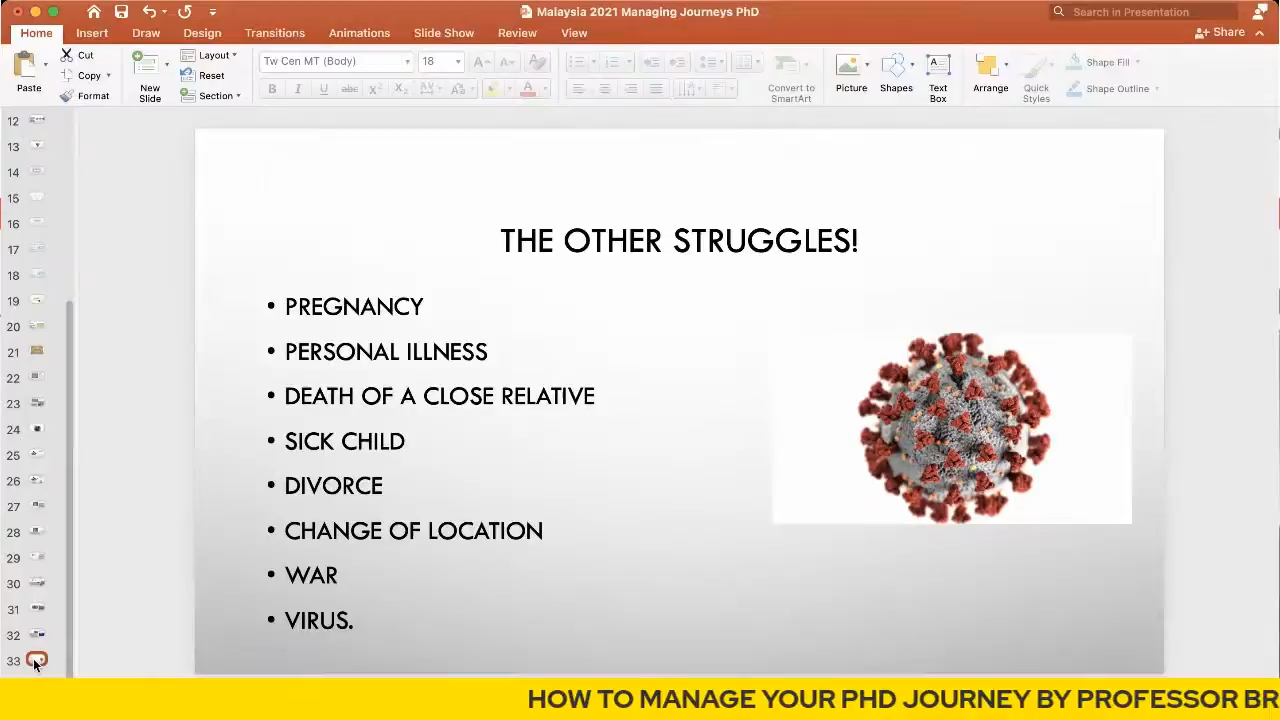 Malaysia 2021 Managing Journeys PhD
Search in Presentation
Home Insert Draw Design Transitions Animations Slide Show Review View Share
Paste
Cut
Copy
Format
New Slide
Layout
Reset
Section
Tw Cen MT (Body) 18
B I U abc X² X₂ AV Aa A
Convert to SmartArt
Picture
Shapes
Text Box
Arrange
Quick Styles
Shape Fill
Shape Outline
12
13
14
15
16
17
18
19
20
21
22
23
24
25
26
27
28
29
30
31
32
33
THE OTHER STRUGGLES!
• PREGNANCY
• PERSONAL ILLNESS
• DEATH OF A CLOSE RELATIVE
• SICK CHILD
• DIVORCE
• CHANGE OF LOCATION
• WAR
• VIRUS.
HOW TO MANAGE YOUR PHD JOURNEY BY PROFESSOR BR